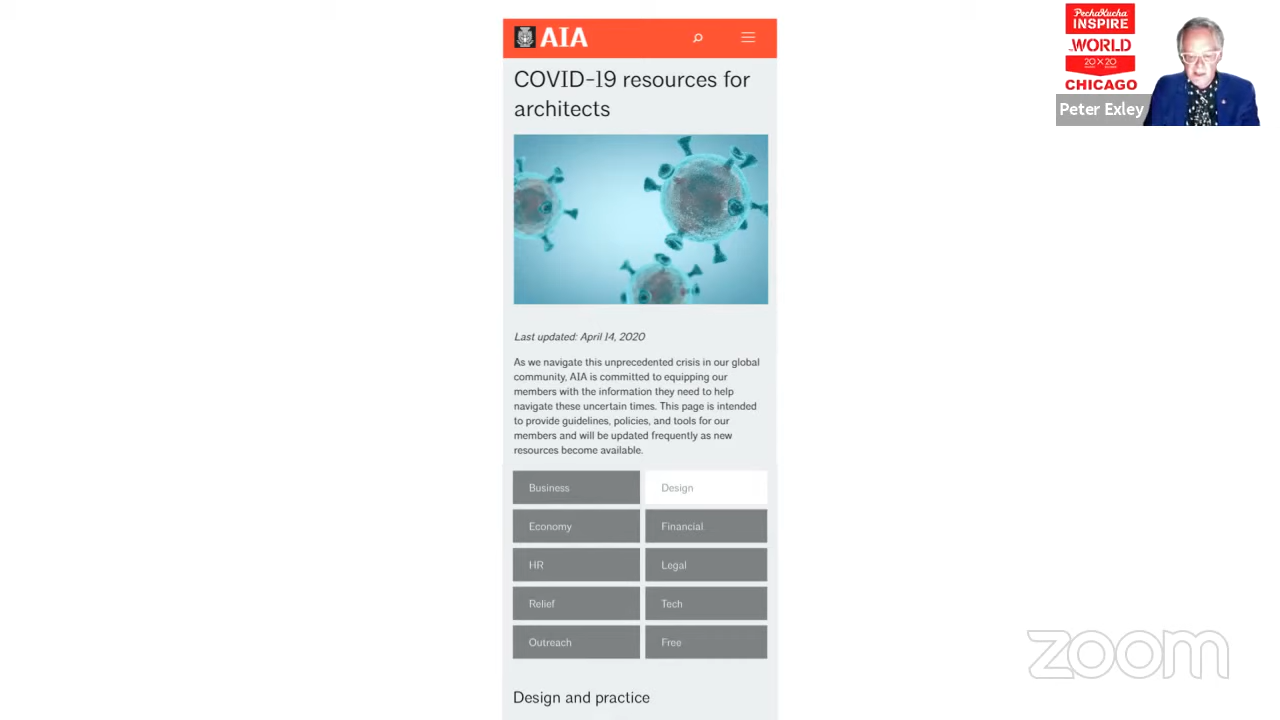 AIA
COVID-19 resources for
architects
Last updated: April 14, 2020
As we navigate this unprecedented crisis in our global
community, AIA is committed to equipping our
members with the information they need to help
navigate these uncertain times. This page is intended
to provide guidelines, policies, and tools for our
members and will be updated frequently as new
resources become available.
Business
Design
Economy
Financial
HR
Legal
Relief
Tech
Outreach
Free
Design and practice
PechaKucha
INSPIRE
WORLD
20×20
CHICAGO
Peter Exley
zoom